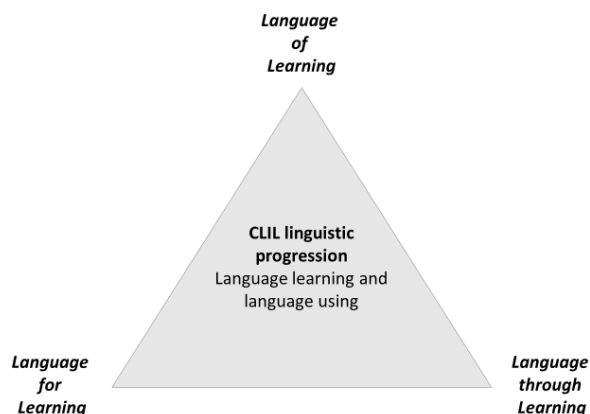 Language
of
Learning
CLIL linguistic
progression
Language learning and
language using
Language
for
Learning
Language
through
Learning